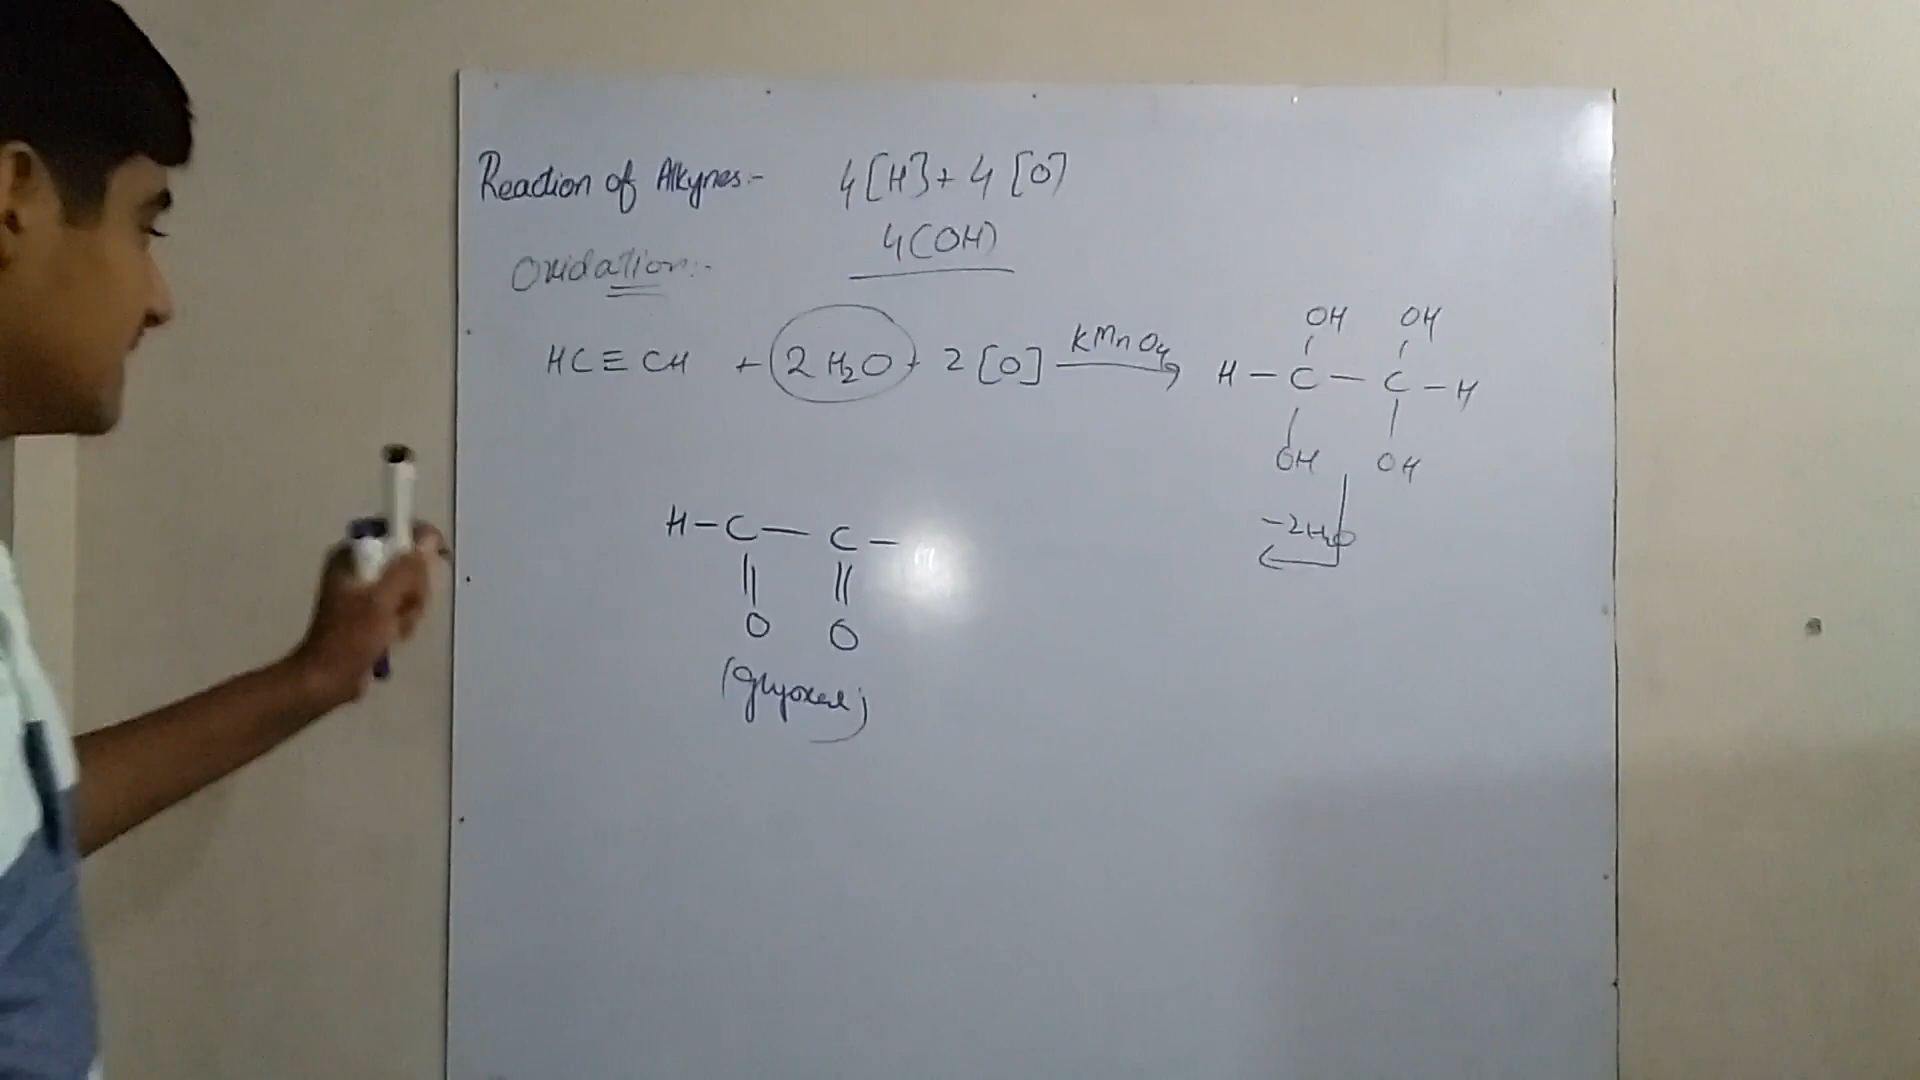 Reaction of Alkynes:- 4[H]+ 4[O]
4(OH)
Oxidation:-
HC≡CH + 2H₂O + 2[O] KMnO₄ → H-C-C-H
OH OH
OH OH
-2H₂O
H-C-C-
O O
(Glyoxal)